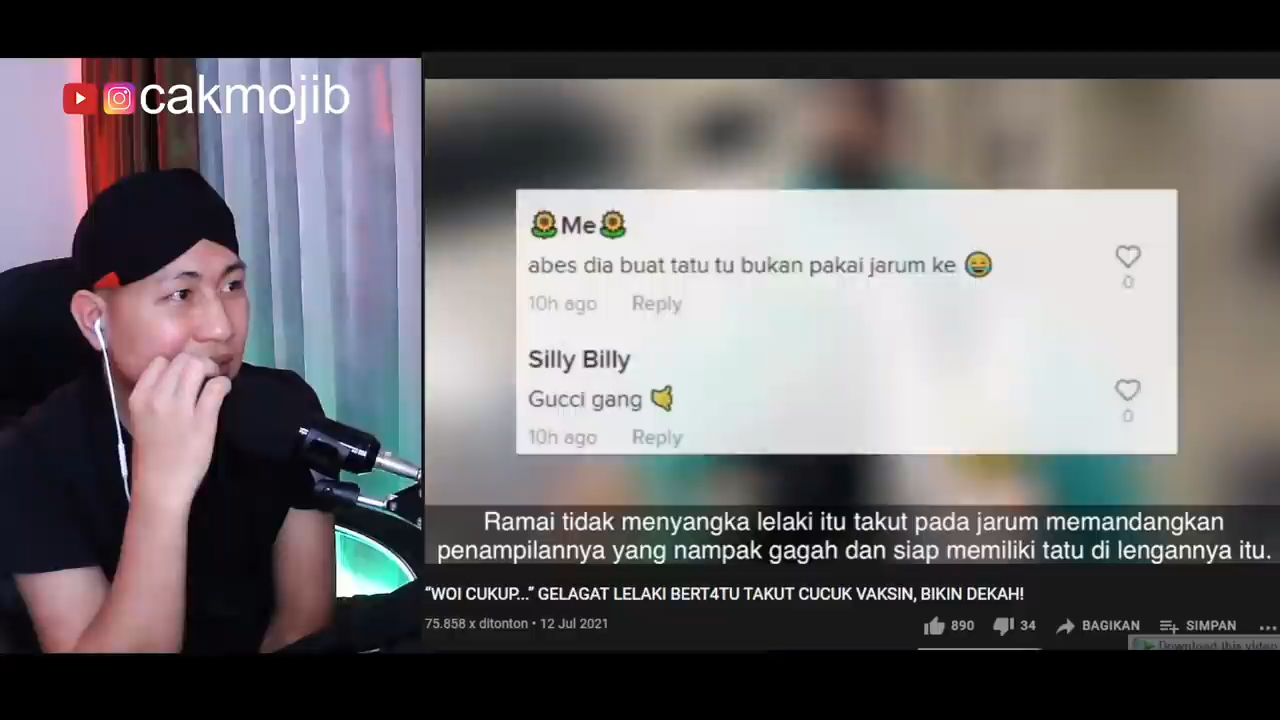 cakmojib
Me
abes dia buat tatu tu bukan pakai jarum ke 😂
0
10h ago Reply
Silly Billy
Gucci gang 🤙
0
10h ago Reply
Ramai tidak menyangka lelaki itu takut pada jarum memandangkan
penampilannya yang nampak gagah dan siap memiliki tatu di lengannya itu.
“WOI CUKUP...” GELAGAT LELAKI BERT4TU TAKUT CUCUK VAKSIN, BIKIN DEKAH!
75.858 x ditonton • 12 Jul 2021
890 34 BAGIKAN SIMPAN ...
Download this video